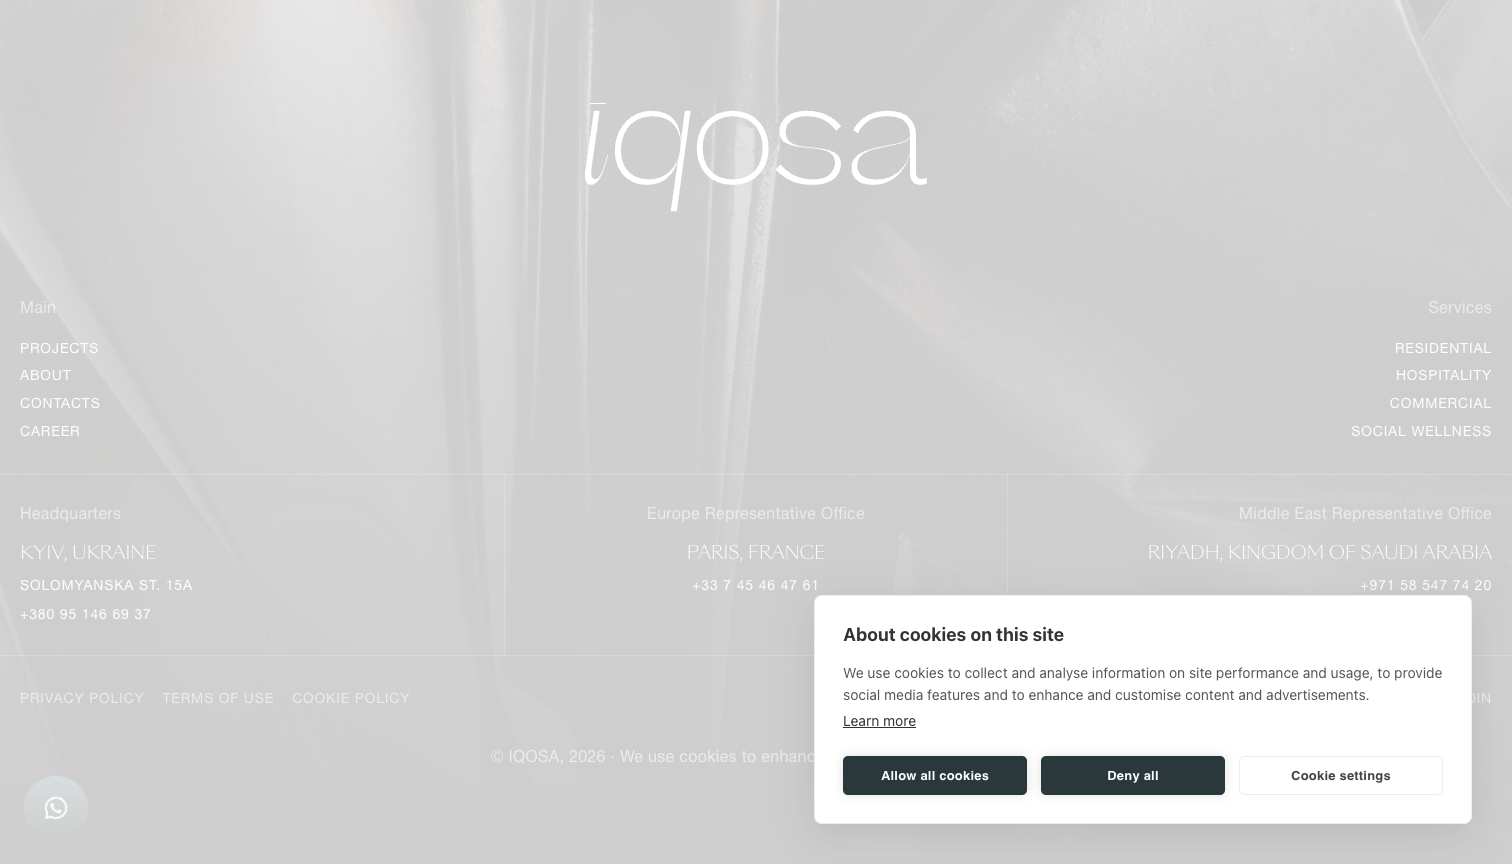 īqosa
Main
PROJECTS
ABOUT
CONTACTS
CAREER
Services
RESIDENTIAL
HOSPITALITY
COMMERCIAL
SOCIAL WELLNESS
Headquarters
KYIV, UKRAINE
SOLOMYANSKA ST. 15A
+380 95 146 69 37
Europe Representative Office
PARIS, FRANCE
+33 7 45 46 47 61
Middle East Representative Office
RIYADH, KINGDOM OF SAUDI ARABIA
+971 58 547 74 20
PRIVACY POLICY TERMS OF USE COOKIE POLICY
© IQOSA, 2026 · We use cookies to
About cookies on this site
We use cookies to collect and analyse information on site performance and usage, to provide
social media features and to enhance and customise content and advertisements.
Learn more
Allow all cookies
Deny all
Cookie settings